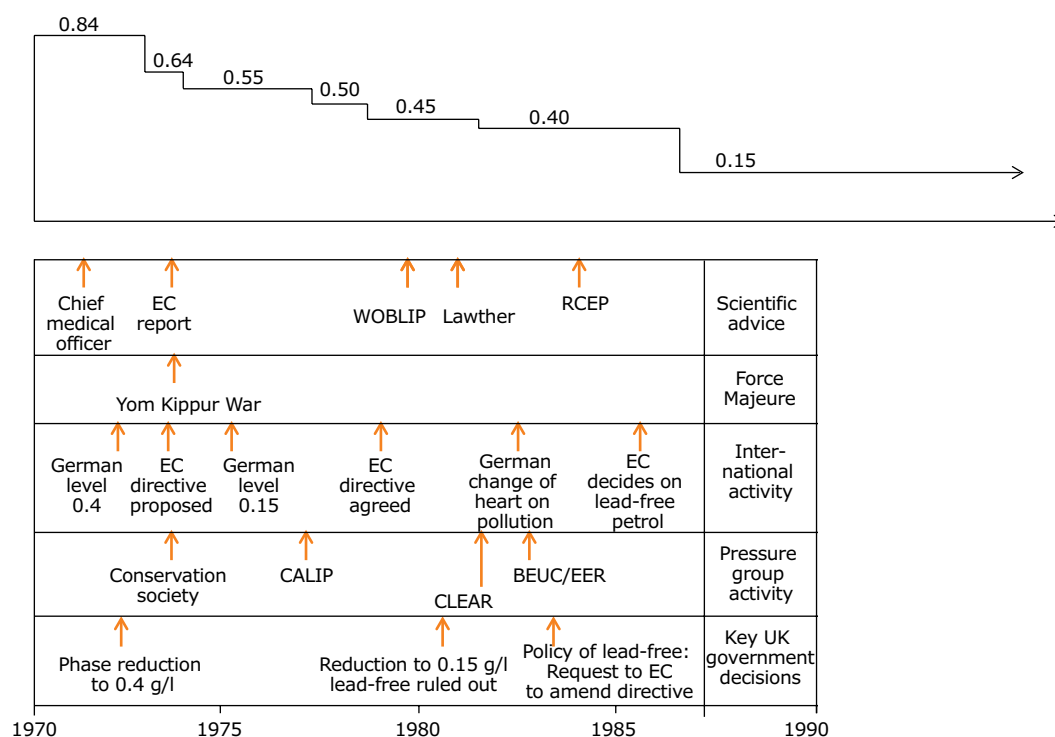 0.84
0.64
0.55
0.50
0.45
0.40
0.15
Chief
medical
officer
EC
report
WOBLIP
Lawther
RCEP
Scientific
advice
Yom Kippur War
Force
Majeure
German
level
0.4
EC
directive
proposed
German
level
0.15
EC
directive
agreed
German
change of
heart on
pollution
EC
decides on
lead-free
petrol
Inter-
national
activity
Conservation
society
CALIP
CLEAR
BEUC/EER
Pressure
group
activity
Phase reduction
to 0.4 g/l
Reduction to 0.15 g/l
lead-free ruled out
Policy of lead-free:
Request to EC
to amend directive
Key UK
government
decisions
1970 1975 1980 1985 1990